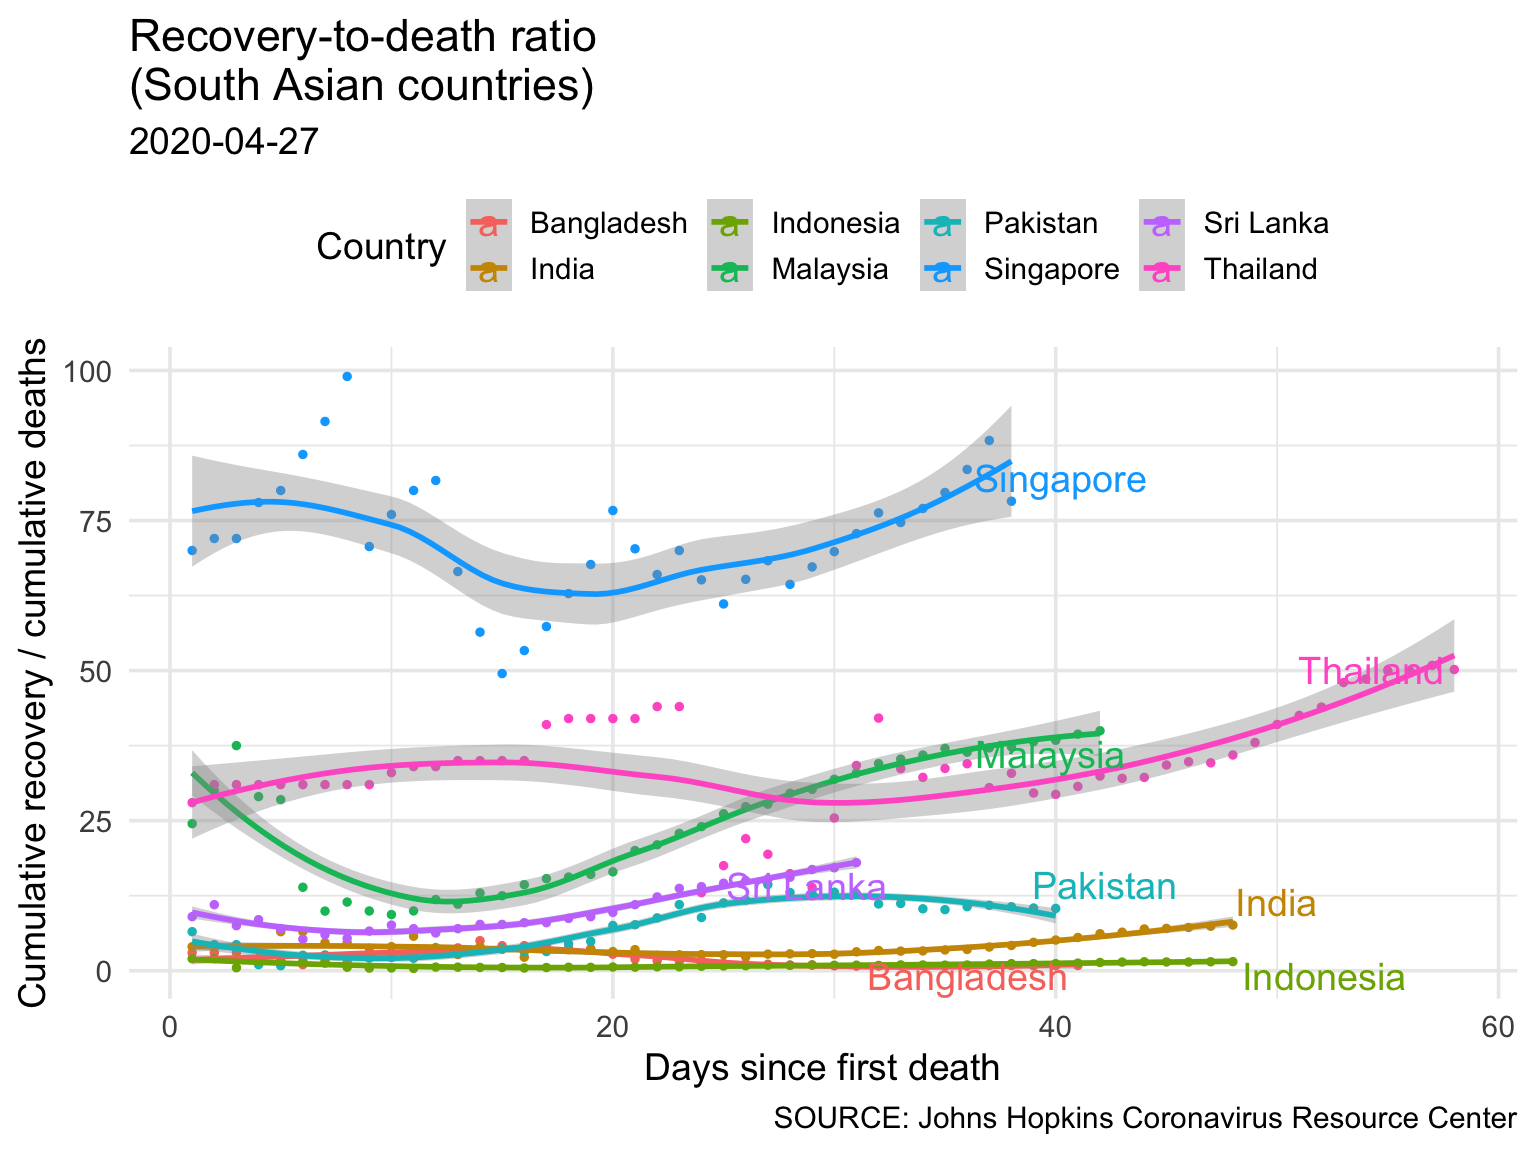 Recovery-to-death ratio
(South Asian countries)
2020-04-27
Country
a Bangladesh a Indonesia a Pakistan a Sri Lanka
a India a Malaysia a Singapore a Thailand
Cumulative recovery / cumulative deaths
100
75
50
25
0
Singapore
Thailand
Malaysia
Sri Lanka
Pakistan
India
Bangladesh
Indonesia
0 20 40 60
Days since first death
SOURCE: Johns Hopkins Coronavirus Resource Center